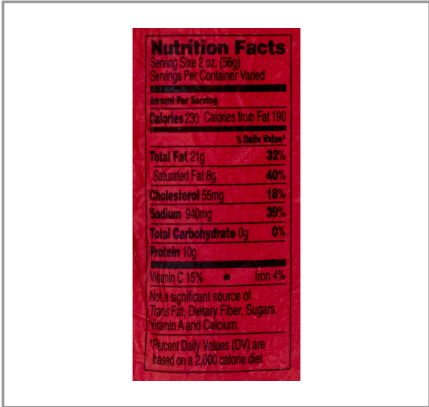 Nutrition Facts
Serving Size 2 oz. (56g)
Servings Per Container Varied
Amount Per Serving
Calories 230 Calories from Fat 190
% Daily Value*
Total Fat 21g 32%
Saturated Fat 8g 40%
Cholesterol 55mg 18%
Sodium 940mg 39%
Total Carbohydrate 0g 0%
Protein 10g
Vitamin C 15% • Iron 4%
Not a significant source of
Trans Fat, Dietary Fiber, Sugars,
Vitamin A and Calcium.
*Percent Daily Values (DV) are
based on a 2,000 calorie diet.